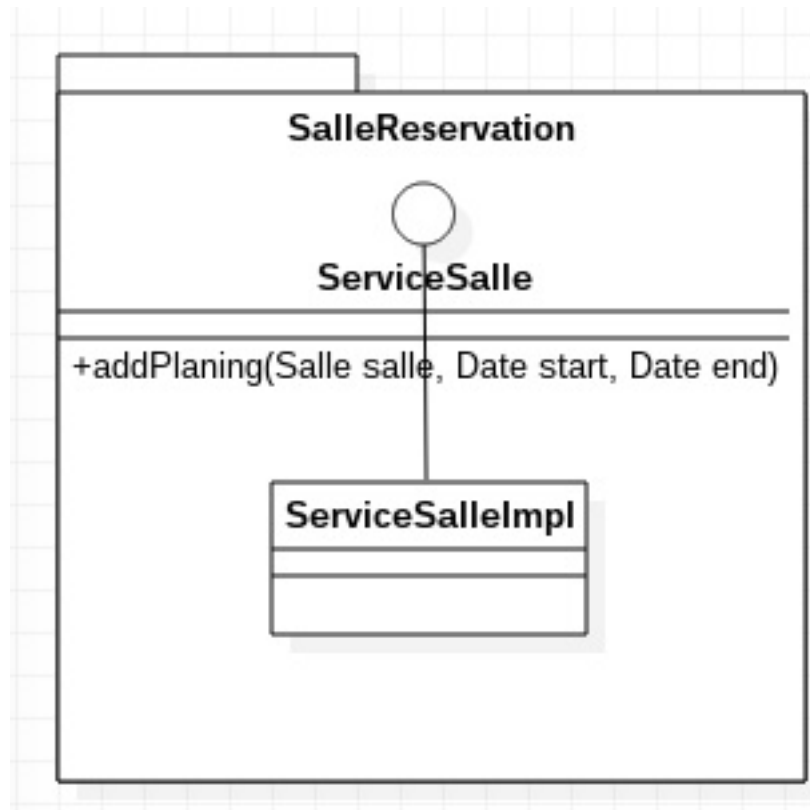 SalleReservation
ServiceSalle
+addPlaning(Salle salle, Date start, Date end)
ServiceSalleImpl